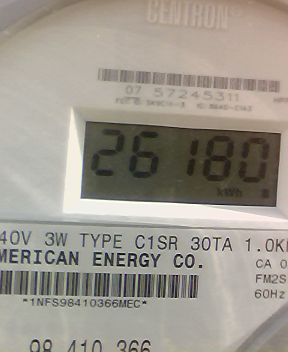 CENTRON®
07 57245311
26180
kWh
40V 3W TYPE C1SR 30TA 1.0K
MERICAN ENERGY CO.
CA 0
FM2S
60Hz
*1NFS98410366MEC*
98 410 366